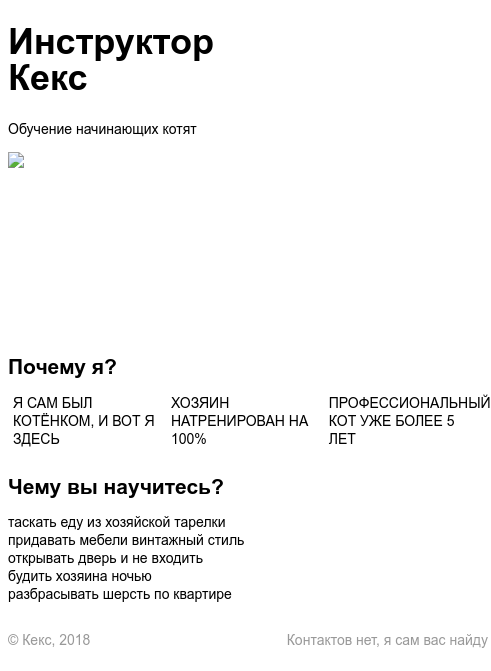 Инструктор
Кекс
Обучение начинающих котят
Почему я?
Я САМ БЫЛ
КОТЁНКОМ, И ВОТ Я
ЗДЕСЬ
ХОЗЯИН
НАТРЕНИРОВАН НА
100%
ПРОФЕССИОНАЛЬНЫЙ
КОТ УЖЕ БОЛЕЕ 5
ЛЕТ
Чему вы научитесь?
таскать еду из хозяйской тарелки
придавать мебели винтажный стиль
открывать дверь и не входить
будить хозяина ночью
разбрасывать шерсть по квартире
© Кекс, 2018
Контактов нет, я сам вас найду